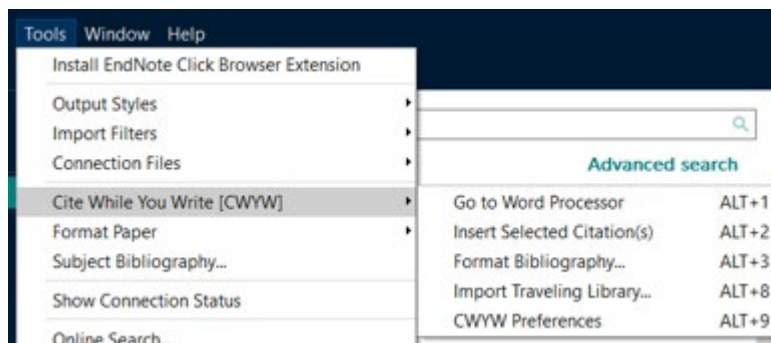 Tools Window Help
Install EndNote Click Browser Extension
Output Styles
Import Filters
Connection Files
Advanced search
Cite While You Write [CWYW]
Go to Word Processor ALT+1
Format Paper
Insert Selected Citation(s) ALT+2
Subject Bibliography...
Format Bibliography... ALT+3
Import Traveling Library... ALT+8
Show Connection Status
CWYW Preferences ALT+9
Online Search...